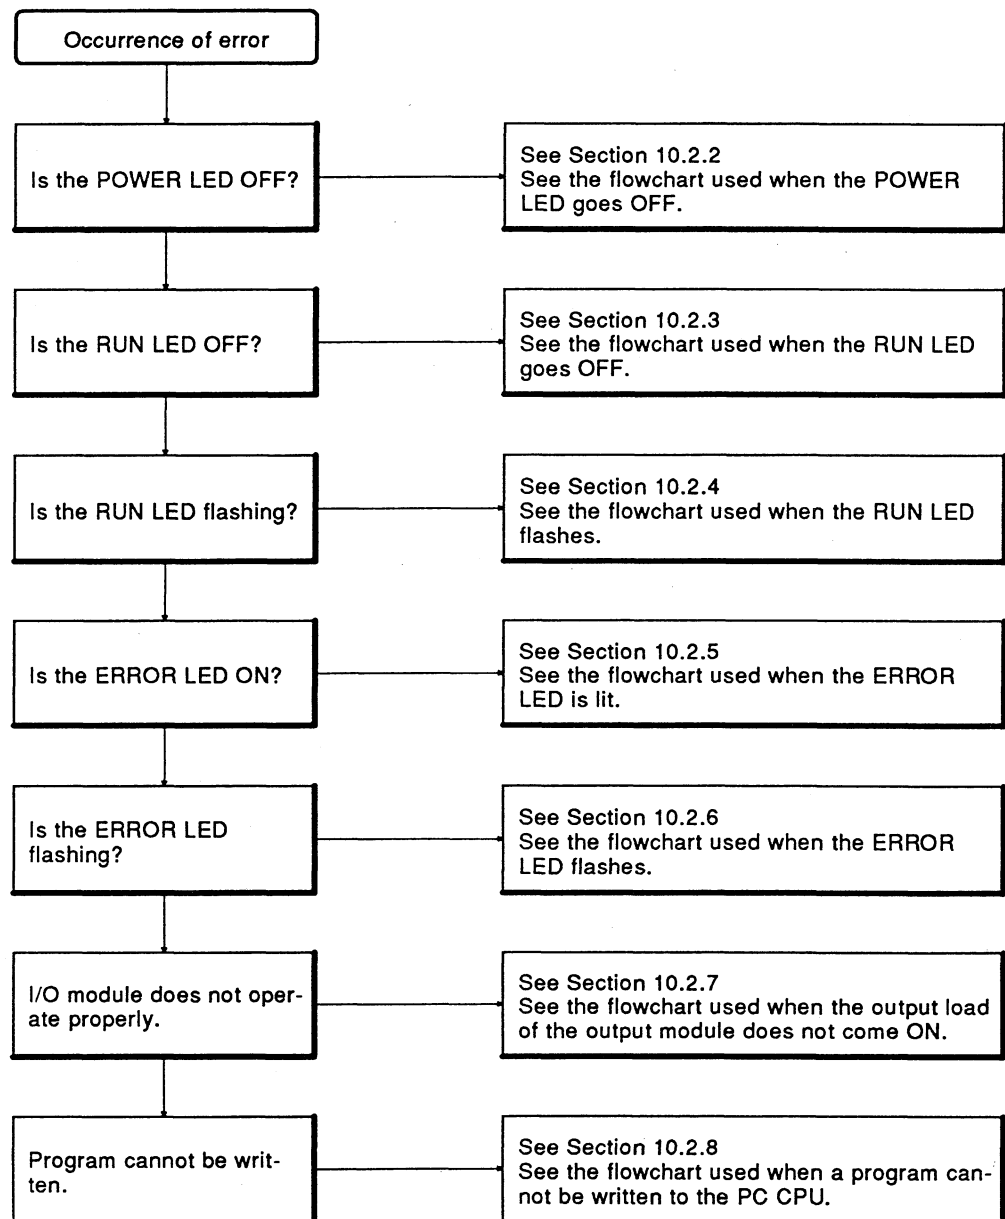 Occurrence of error
Is the POWER LED OFF?
See Section 10.2.2
See the flowchart used when the POWER
LED goes OFF.
Is the RUN LED OFF?
See Section 10.2.3
See the flowchart used when the RUN LED
goes OFF.
Is the RUN LED flashing?
See Section 10.2.4
See the flowchart used when the RUN LED
flashes.
Is the ERROR LED ON?
See Section 10.2.5
See the flowchart used when the ERROR
LED is lit.
Is the ERROR LED
flashing?
See Section 10.2.6
See the flowchart used when the ERROR
LED flashes.
I/O module does not oper-
ate properly.
See Section 10.2.7
See the flowchart used when the output load
of the output module does not come ON.
Program cannot be writ-
ten.
See Section 10.2.8
See the flowchart used when a program can-
not be written to the PC CPU.